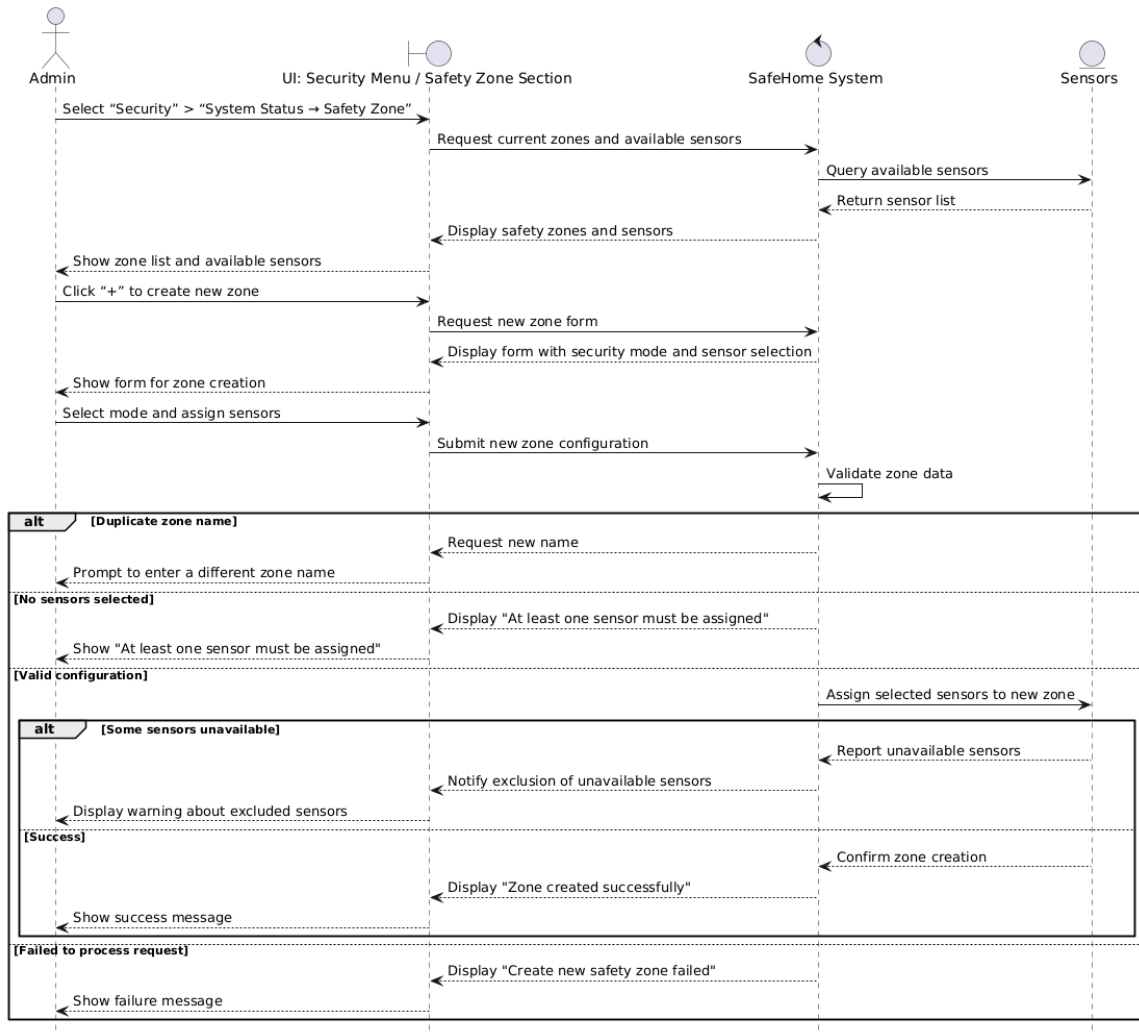 Admin
UI: Security Menu / Safety Zone Section
SafeHome System
Sensors
Select “Security” > “System Status → Safety Zone”
Request current zones and available sensors
Query available sensors
Return sensor list
Display safety zones and sensors
Show zone list and available sensors
Click “+” to create new zone
Request new zone form
Display form with security mode and sensor selection
Show form for zone creation
Select mode and assign sensors
Submit new zone configuration
Validate zone data
alt [Duplicate zone name]
Request new name
Prompt to enter a different zone name
[No sensors selected]
Display "At least one sensor must be assigned"
Show "At least one sensor must be assigned"
[Valid configuration]
Assign selected sensors to new zone
alt [Some sensors unavailable]
Report unavailable sensors
Notify exclusion of unavailable sensors
Display warning about excluded sensors
[Success]
Confirm zone creation
Display "Zone created successfully"
Show success message
[Failed to process request]
Display "Create new safety zone failed"
Show failure message